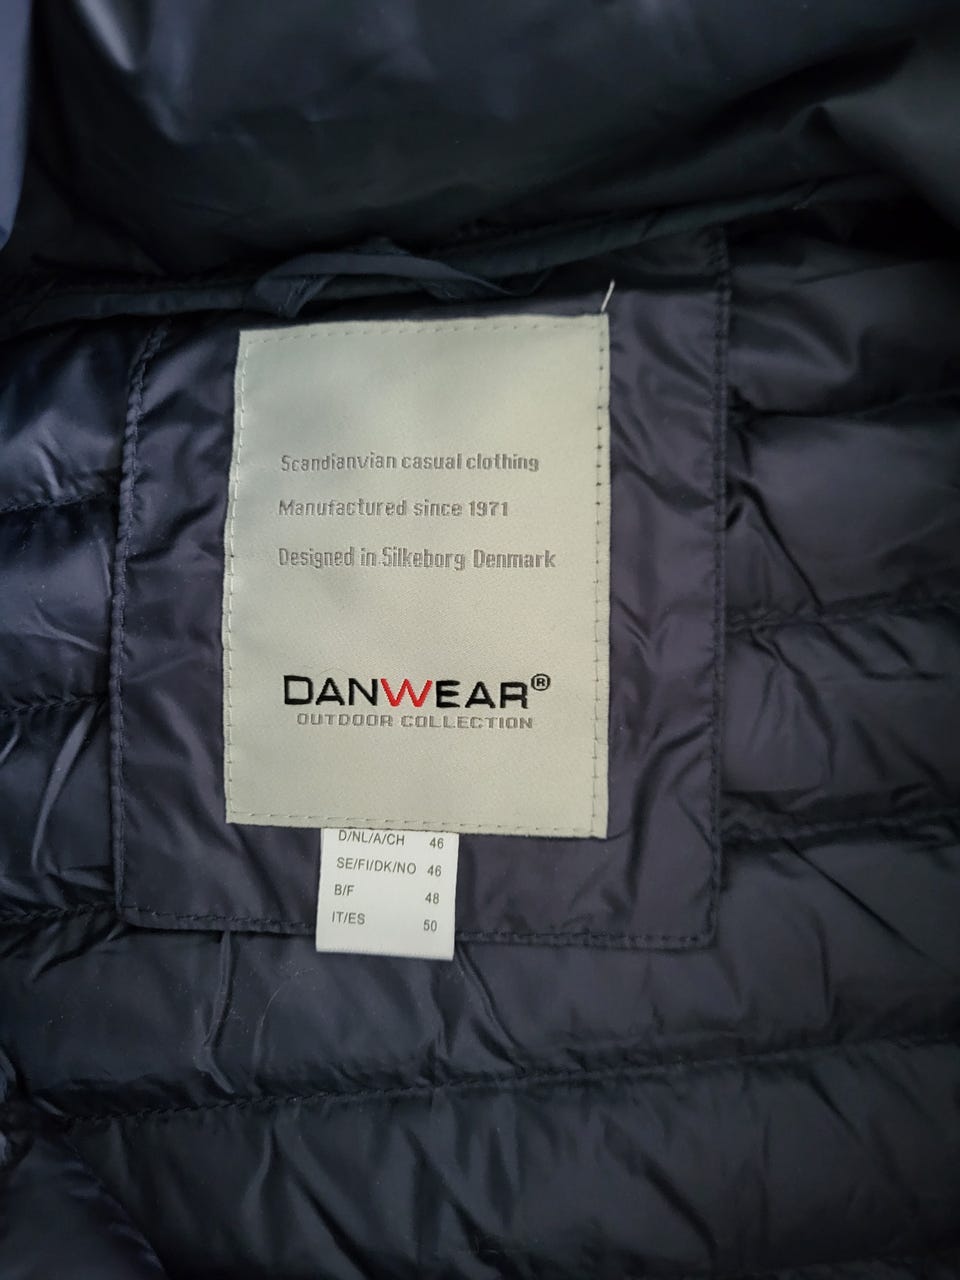 Scandianvian casual clothing
Manufactured since 1971
Designed in Silkeborg Denmark
DANWEAR®
OUTDOOR COLLECTION
D/NL/A/CH 46
SE/FI/DK/NO 46
B/F 48
IT/ES 50